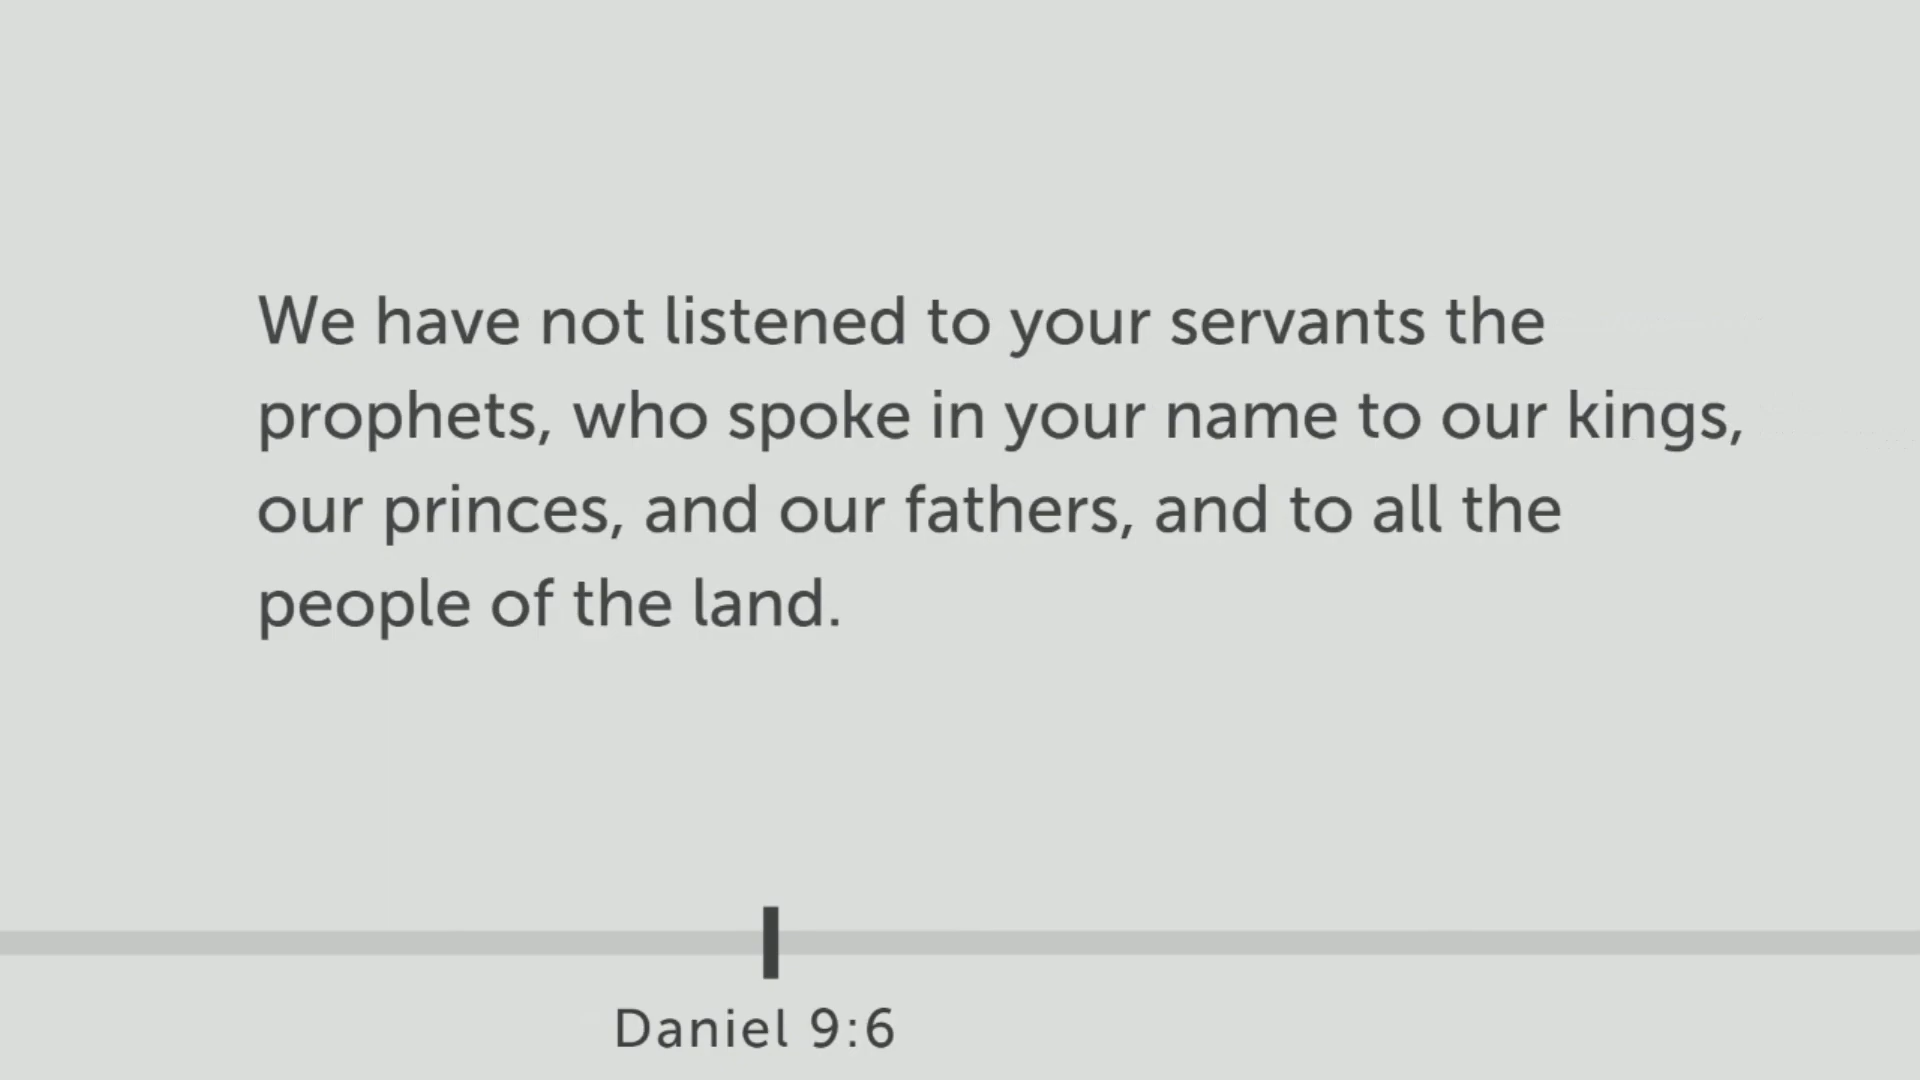 We have not listened to your servants the
prophets, who spoke in your name to our kings,
our princes, and our fathers, and to all the
people of the land.
Daniel 9:6